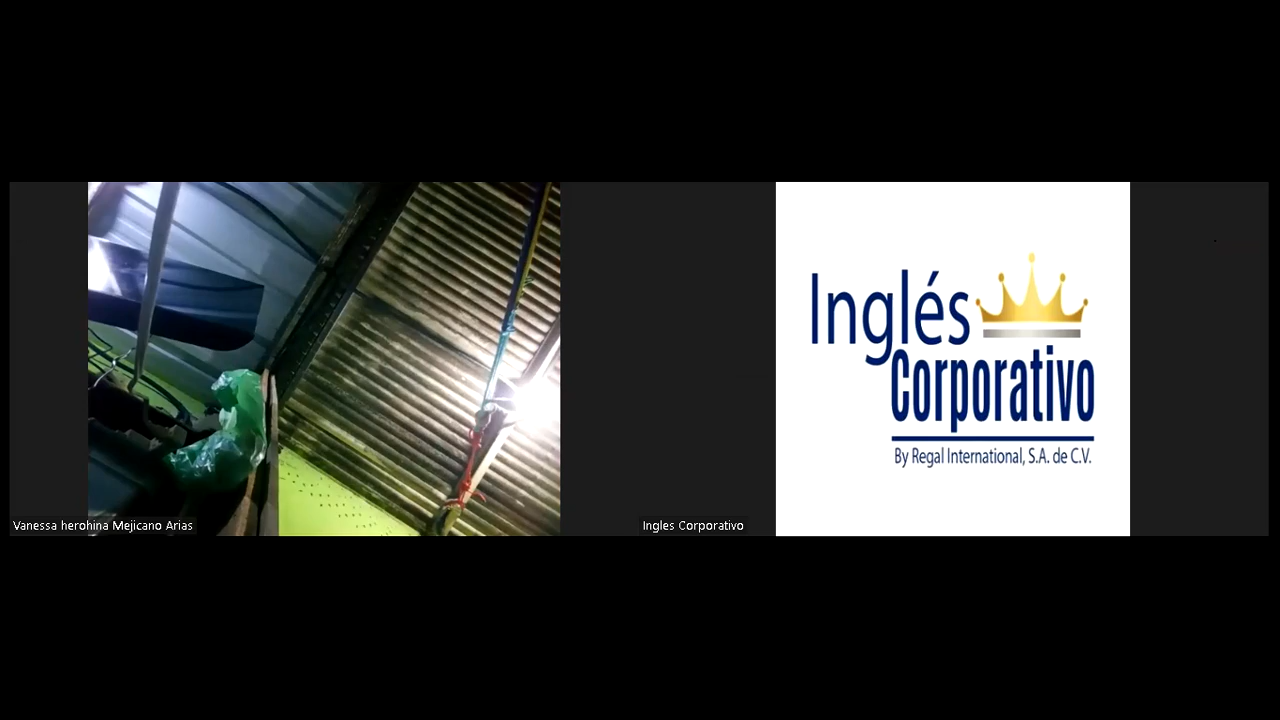 Inglés
Corporativo
By Regal International, S.A. de C.V.
Vanessa herohina Mejicano Arias
Ingles Corporativo